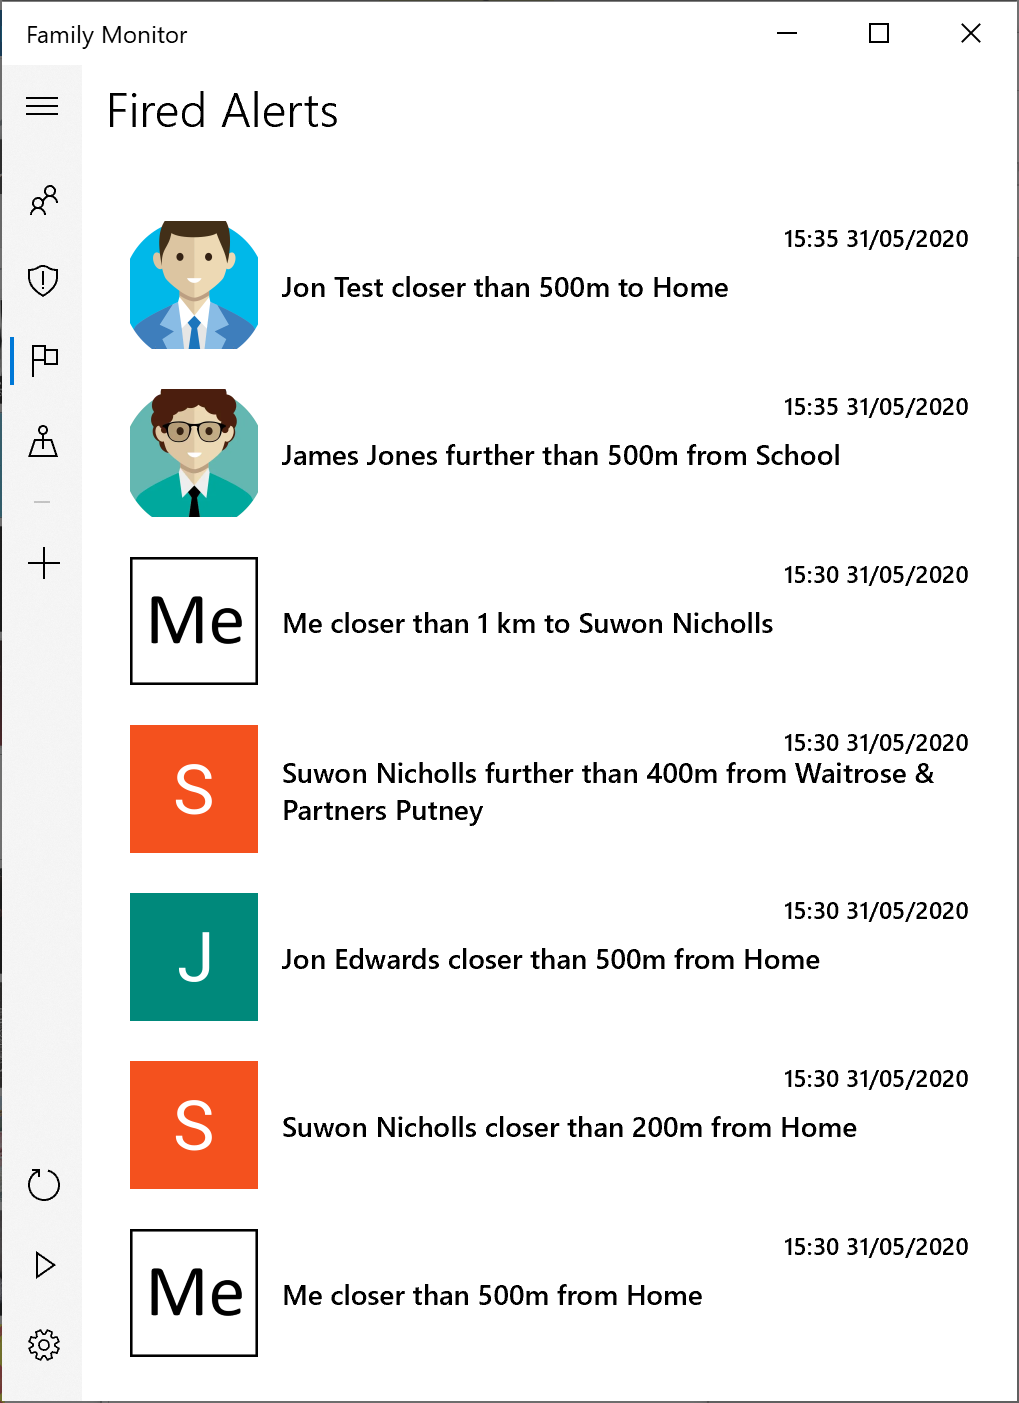 Family Monitor
Fired Alerts
15:35 31/05/2020
Jon Test closer than 500m to Home
15:35 31/05/2020
James Jones further than 500m from School
15:30 31/05/2020
Me
Me closer than 1 km to Suwon Nicholls
15:30 31/05/2020
S
Suwon Nicholls further than 400m from Waitrose &
Partners Putney
15:30 31/05/2020
J
Jon Edwards closer than 500m from Home
15:30 31/05/2020
S
Suwon Nicholls closer than 200m from Home
15:30 31/05/2020
Me
Me closer than 500m from Home